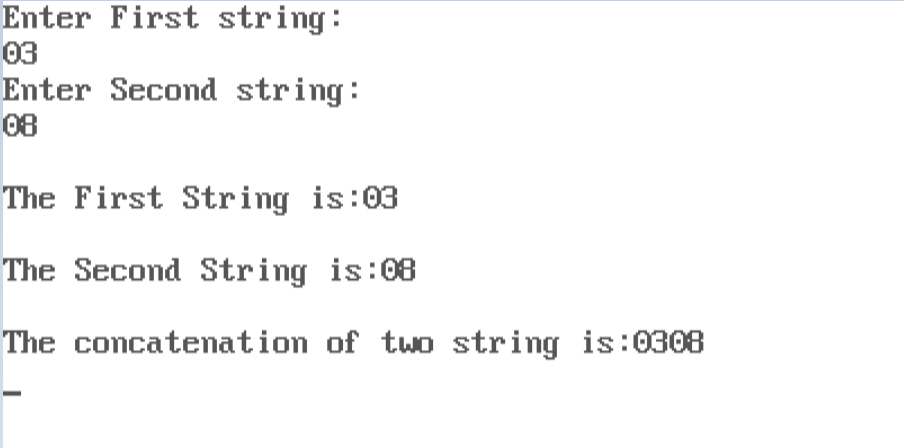 Enter First string:
03
Enter Second string:
08
The First String is:03
The Second String is:08
The concatenation of two string is:0308
_